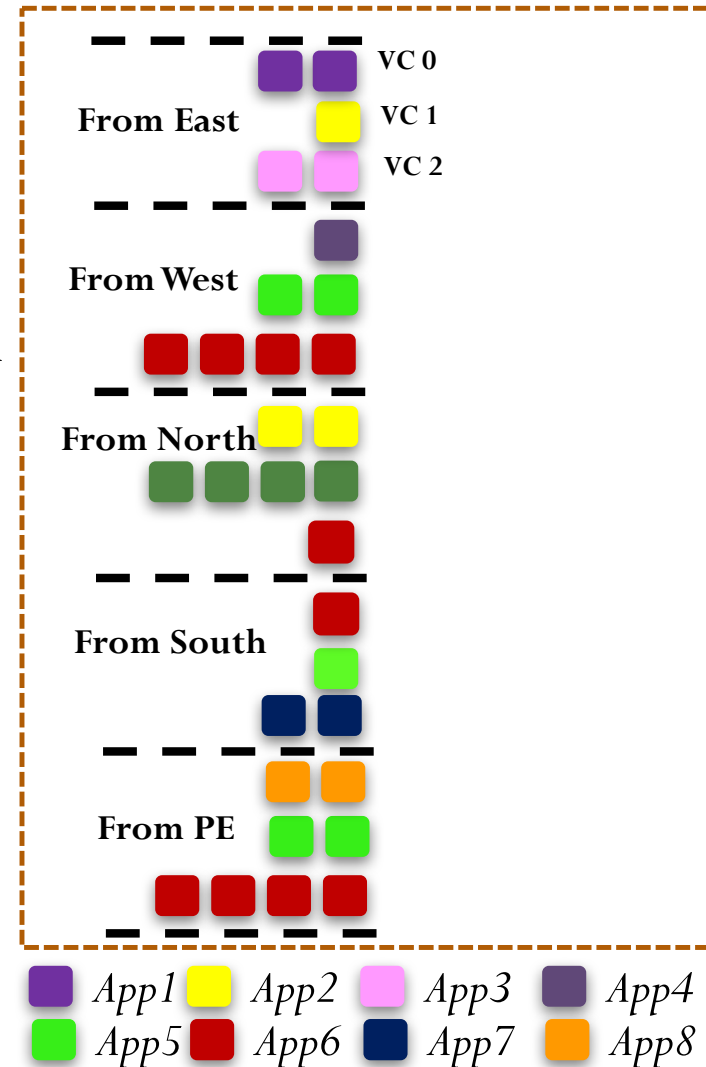 VC 0
From East
VC 1
VC 2
From West
From North
From South
From PE
App1 App2 App3 App4
App5 App6 App7 App8